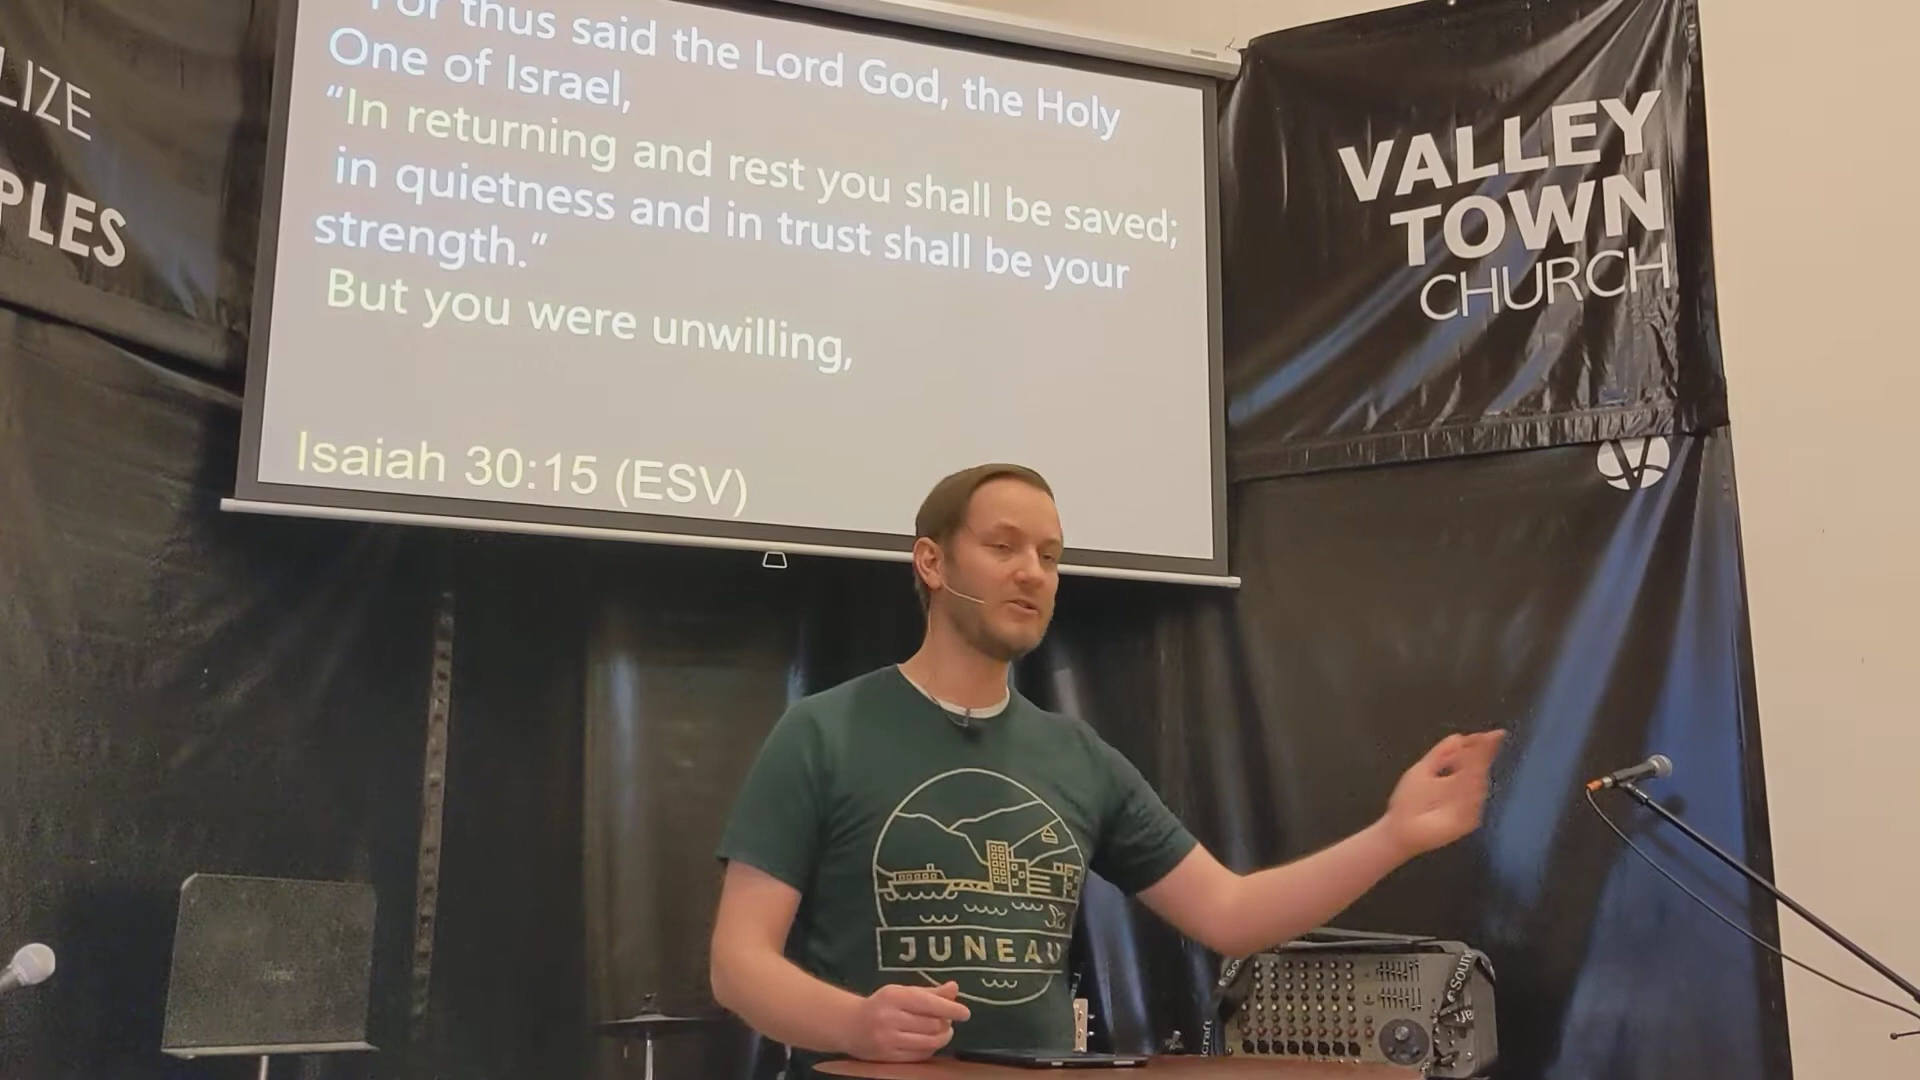 For thus said the Lord God, the Holy
One of Israel,
“In returning and rest you shall be saved;
in quietness and in trust shall be your
strength.”
But you were unwilling,
Isaiah 30:15 (ESV)
VALLEY
TOWN
CHURCH
LIZE
PLES
JUNEAU
Soun
craft